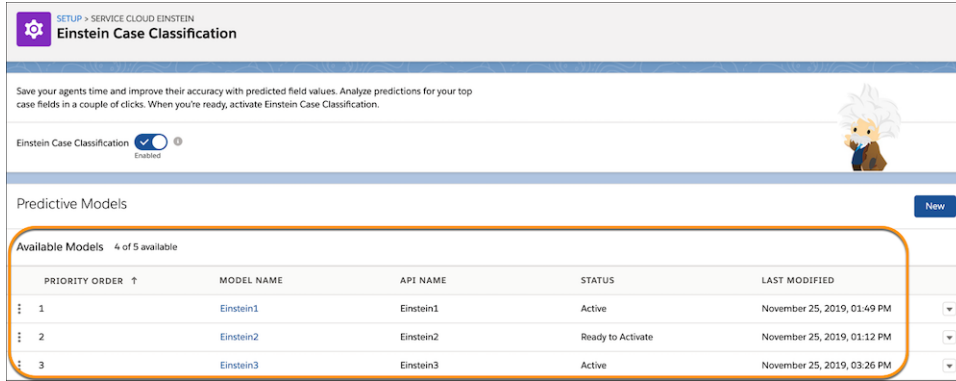 SETUP > SERVICE CLOUD EINSTEIN
Einstein Case Classification
Save your agents time and improve their accuracy with predicted field values. Analyze predictions for your top
case fields in a couple of clicks. When you're ready, activate Einstein Case Classification.
Einstein Case Classification
Enabled
Predictive Models
New
Available Models 4 of 5 available
PRIORITY ORDER ↑ MODEL NAME API NAME STATUS LAST MODIFIED
1 Einstein1 Einstein1 Active November 25, 2019, 01:49 PM
2 Einstein2 Einstein2 Ready to Activate November 25, 2019, 01:12 PM
3 Einstein3 Einstein3 Active November 25, 2019, 03:26 PM